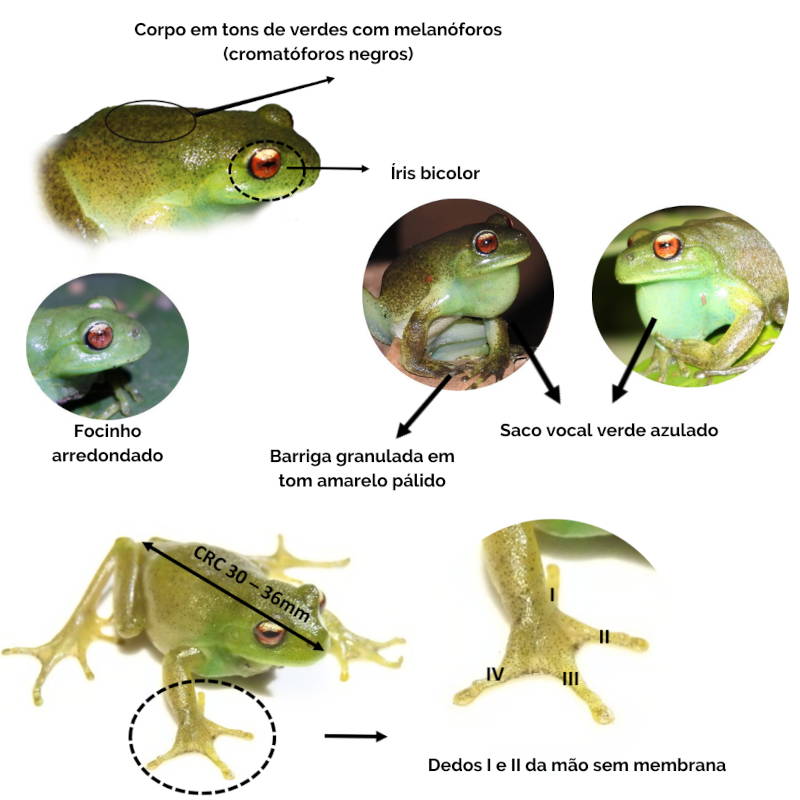 Corpo em tons de verdes com melanóforos
(cromatóforos negros)
Íris bicolor
Focinho
arredondado
Barriga granulada em
tom amarelo pálido
Saco vocal verde azulado
CRC 30 – 36mm
I
II
III
IV
Dedos I e II da mão sem membrana